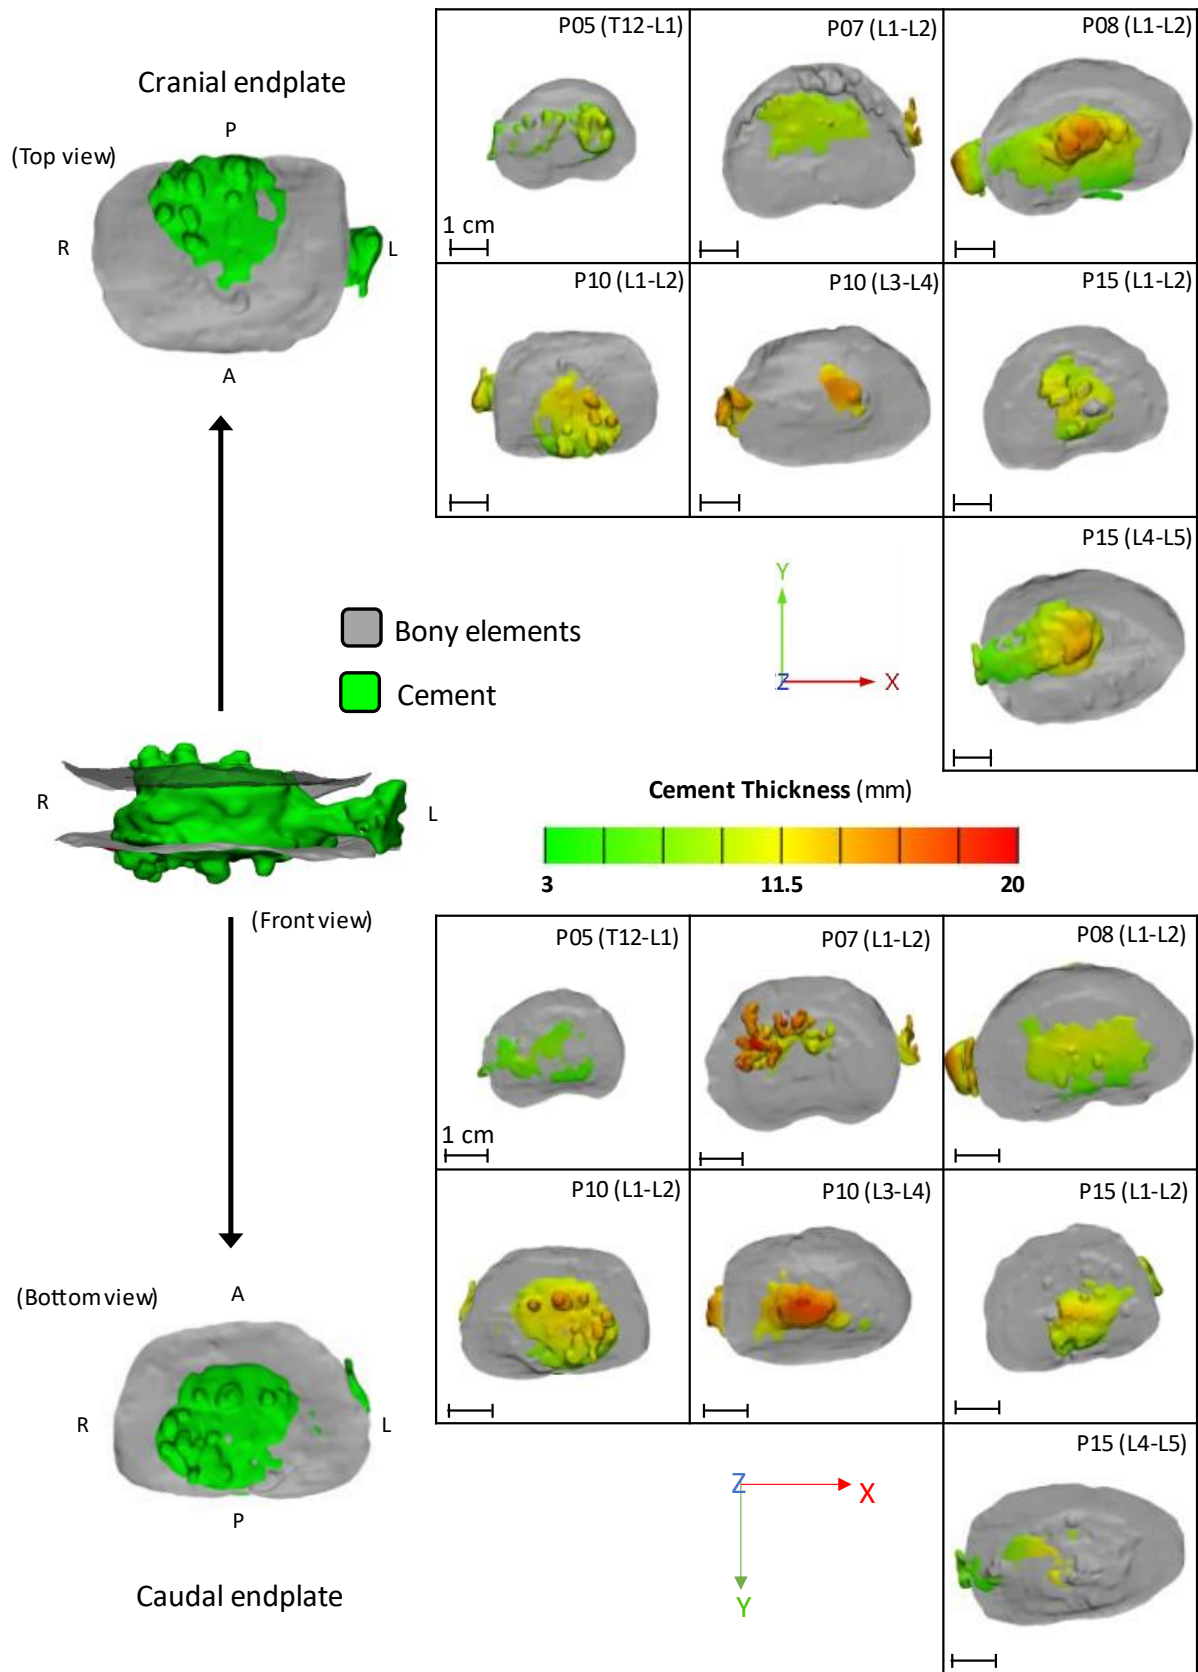 Cranial endplate
(Top view)
P
R
L
A
P05 (T12-L1)
P07 (L1-L2)
P08 (L1-L2)
1 cm
P10 (L1-L2)
P10 (L3-L4)
P15 (L1-L2)
P15 (L4-L5)
Y
Z
X
Bony elements
Cement
R
L
(Front view)
Cement Thickness (mm)
3
11.5
20
P05 (T12-L1)
P07 (L1-L2)
P08 (L1-L2)
1 cm
P10 (L1-L2)
P10 (L3-L4)
P15 (L1-L2)
P15 (L4-L5)
(Bottom view)
A
R
L
P
Caudal endplate
Z
X
Y